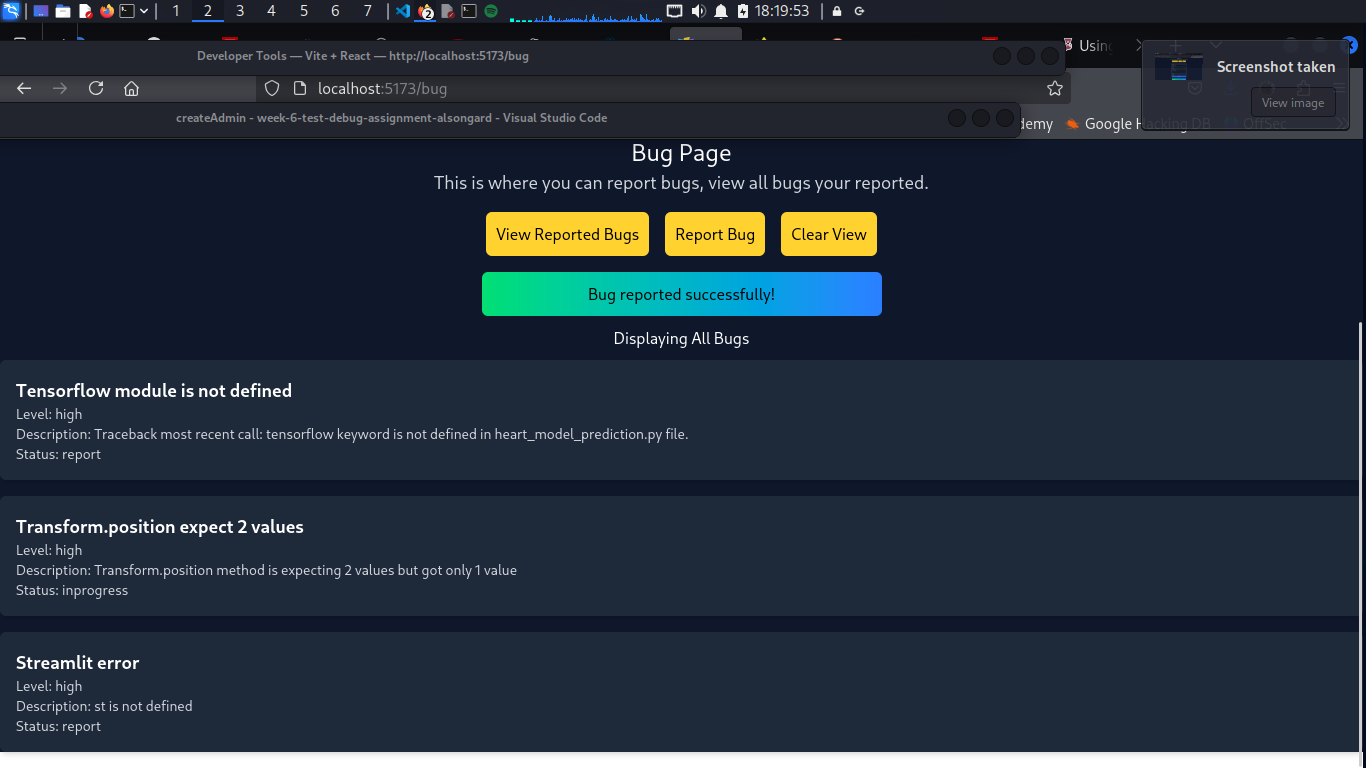 1 2 3 4 5 6 7 2 18:19:53
Developer Tools — Vite + React — http://localhost:5173/bug
Using
Screenshot taken
localhost:5173/bug
View image
createAdmin - week-6-test-debug-assignment-alsongard - Visual Studio Code
demy Google Hacking DB OffSec
Bug Page
This is where you can report bugs, view all bugs your reported.
View Reported Bugs Report Bug Clear View
Bug reported successfully!
Displaying All Bugs
Tensorflow module is not defined
Level: high
Description: Traceback most recent call: tensorflow keyword is not defined in heart_model_prediction.py file.
Status: report
Transform.position expect 2 values
Level: high
Description: Transform.position method is expecting 2 values but got only 1 value
Status: inprogress
Streamlit error
Level: high
Description: st is not defined
Status: report